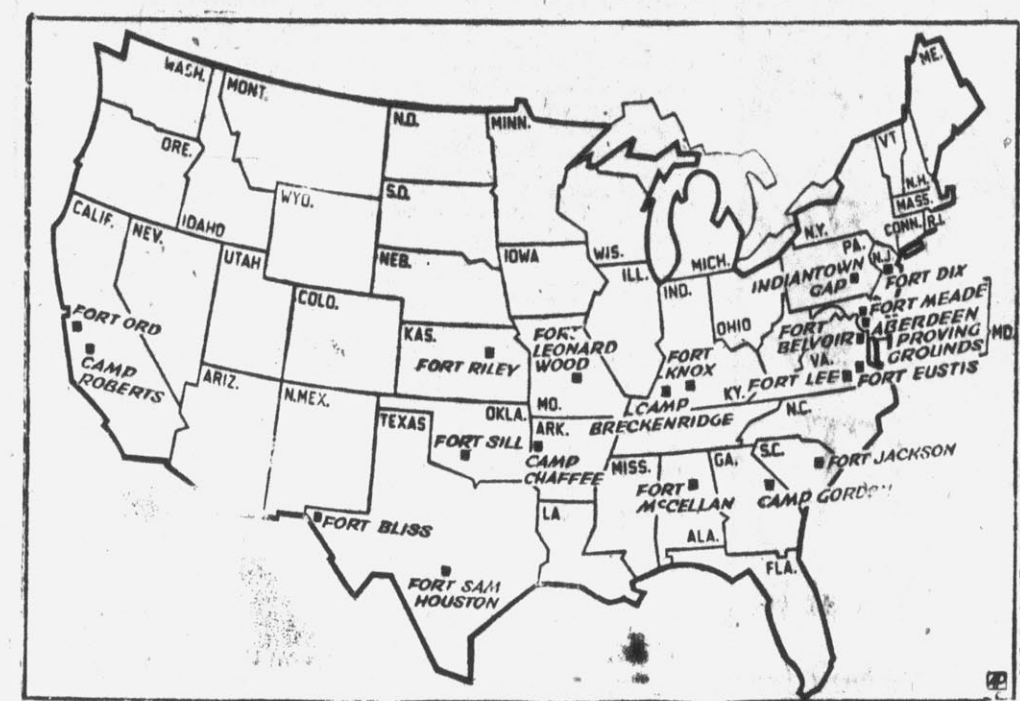 WASH.
MONT.
N.D.
MINN.
ME.
ORE.
VT
N.H.
S.D.
WYO.
MASS.
CALIF.
IDAHO
CONN.
R.I.
NEV.
N.Y.
IOWA
WIS.
UTAH
PA.
NEB.
MICH.
N.J.
ILL.
IND.
INDIANTOWN
GAP
FORT DIX
COLO.
OHIO
FORT MEADE
FORT ORD
KAS.
FORT
LEONARD
WOOD
FORT
BELVOIR
ABERDEEN
PROVING
GROUNDS
MD.
CAMP
ROBERTS
FORT RILEY
FORT
KNOX
VA.
FORT LEE
FORT EUSTIS
ARIZ.
N.MEX.
MO.
KY.
CAMP
BRECKENRIDGE
N.C.
TEXAS
OKLA.
ARK.
FORT SILL
CAMP
CHAFFEE
MISS.
GA.
S.C.
FORT JACKSON
FORT
McCELLAN
CAMP GORDON
LA
FORT BLISS
ALA.
FLA.
FORT SAM
HOUSTON